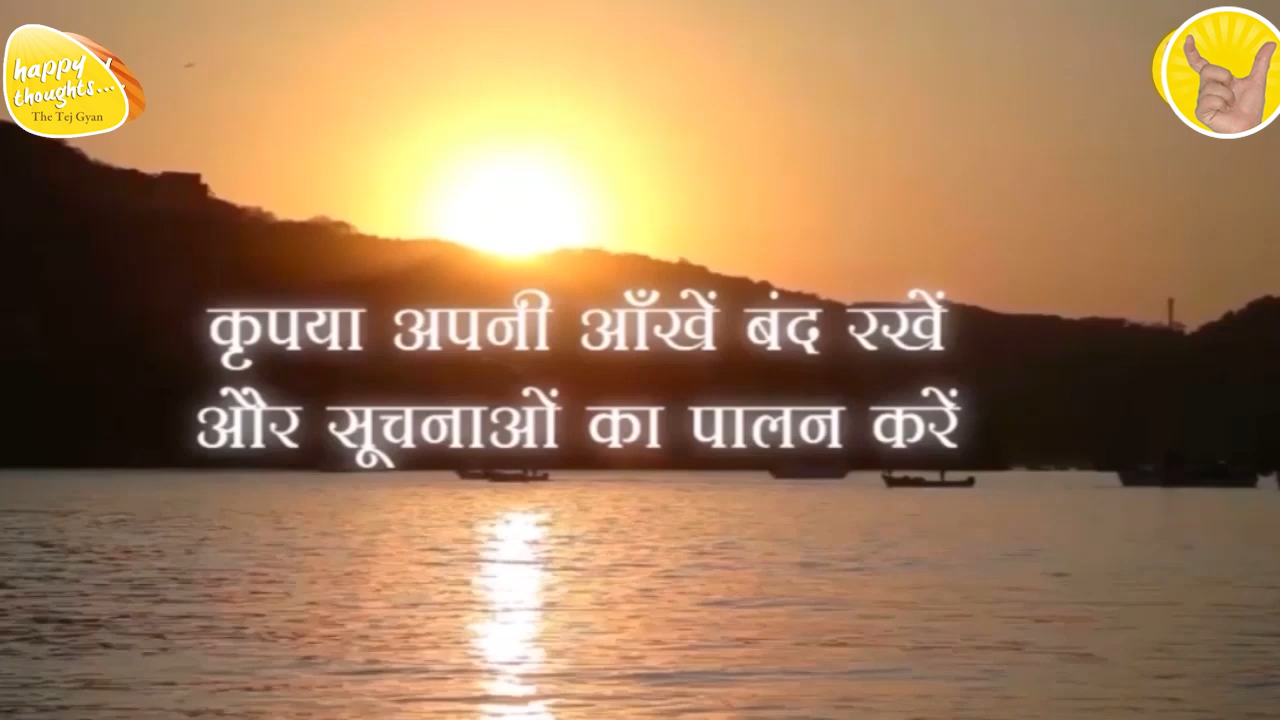 happy
thoughts...
The Tej Gyan
कृपया अपनी आँखें बंद रखें
और सूचनाओं का पालन करें